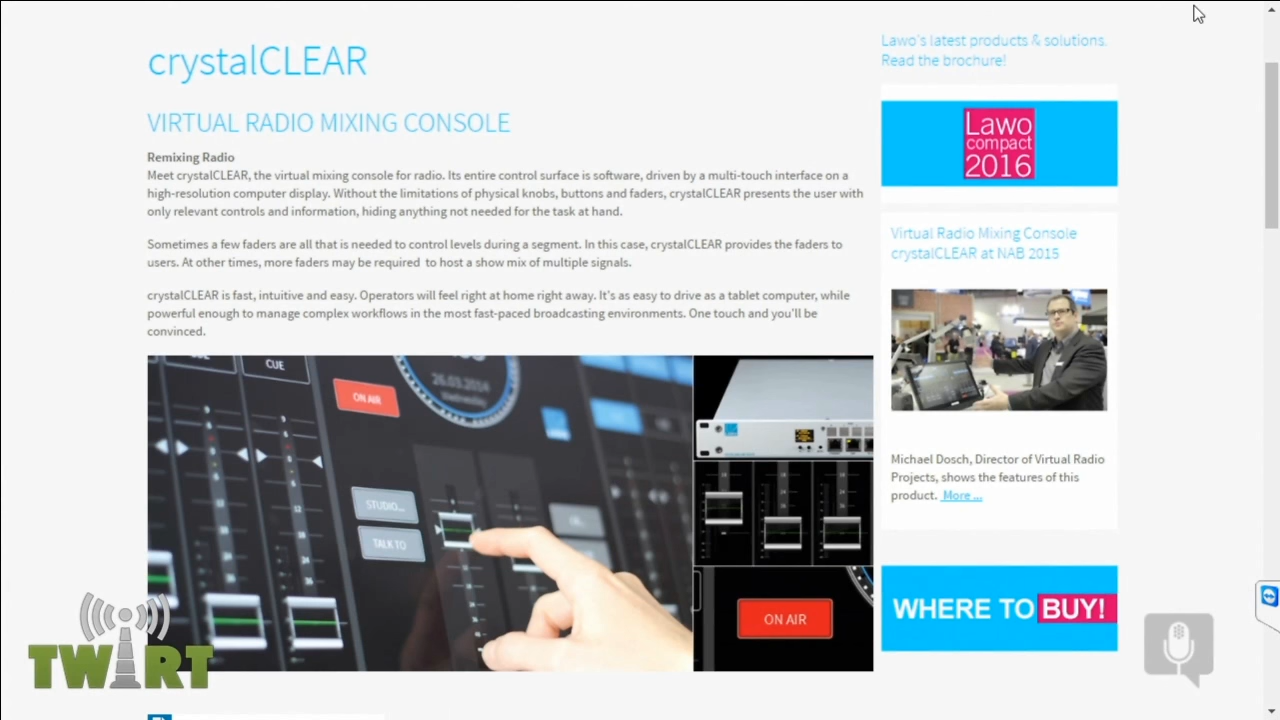 crystalCLEAR
VIRTUAL RADIO MIXING CONSOLE
Remixing Radio
Meet crystalCLEAR, the virtual mixing console for radio. Its entire control surface is software, driven by a multi-touch interface on a
high-resolution computer display. Without the limitations of physical knobs, buttons and faders, crystalCLEAR presents the user with
only relevant controls and information, hiding anything not needed for the task at hand.
Sometimes a few faders are all that is needed to control levels during a segment. In this case, crystalCLEAR provides the faders to
users. At other times, more faders may be required to host a show mix of multiple signals.
crystalCLEAR is fast, intuitive and easy. Operators will feel right at home right away. It's as easy to drive as a tablet computer, while
powerful enough to manage complex workflows in the most fast-paced broadcasting environments. One touch and you'll be
convinced.
CUE
ON AIR
26.03.2014
Wednesday
STUDIO...
TALK TO
ON AIR
Lawo's latest products & solutions.
Read the brochure!
Lawo
compact
2016
Virtual Radio Mixing Console
crystalCLEAR at NAB 2015
Michael Dosch, Director of Virtual Radio
Projects, shows the features of this
product. More ...
WHERE TO BUY!
TWIRT